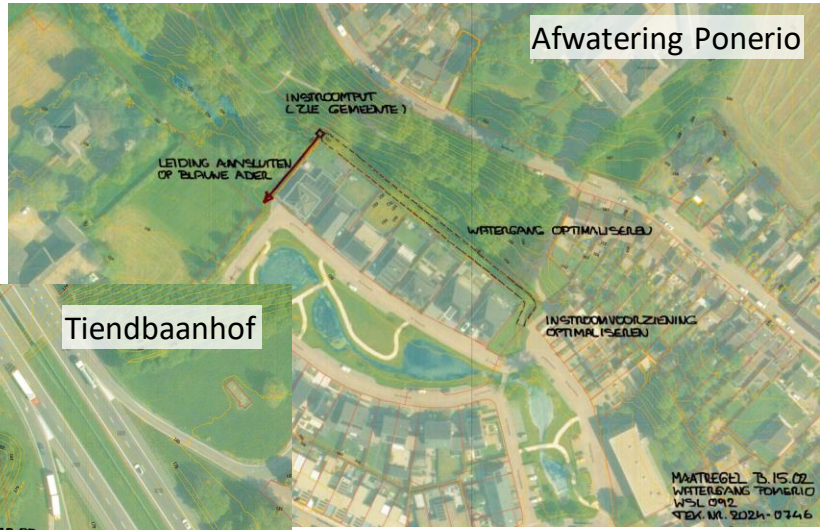 Afwatering Ponerio
INSTROOMPUT
(ZIE GEMEENTE)
LEIDING AANSLUITEN
OP BLAUWE ADER
WATERGANG OPTIMALISEREN
INSTROOMVOORZIENING
OPTIMALISEREN
Tiendbaanhof
MAATREGEL B.15.02
WATERGANG PONERIO
WSL 092
TEK. NR. 2024-0746